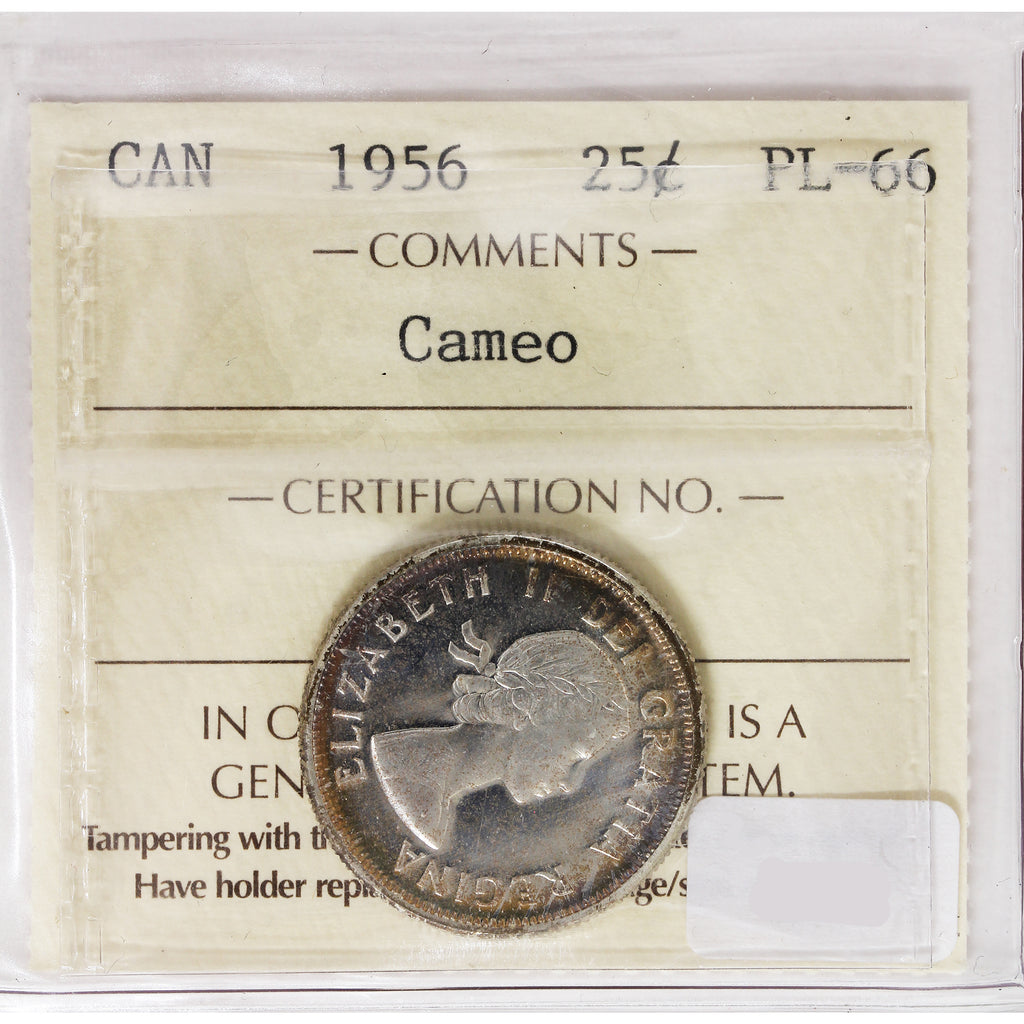 CAN 1956 25¢ PL-66
— COMMENTS —
Cameo
— CERTIFICATION NO. —
ELIZABETH II DEI GRATIA REGINA
IN O IS A
GEN TEM.
Tampering with t
Have holder repl ge/s